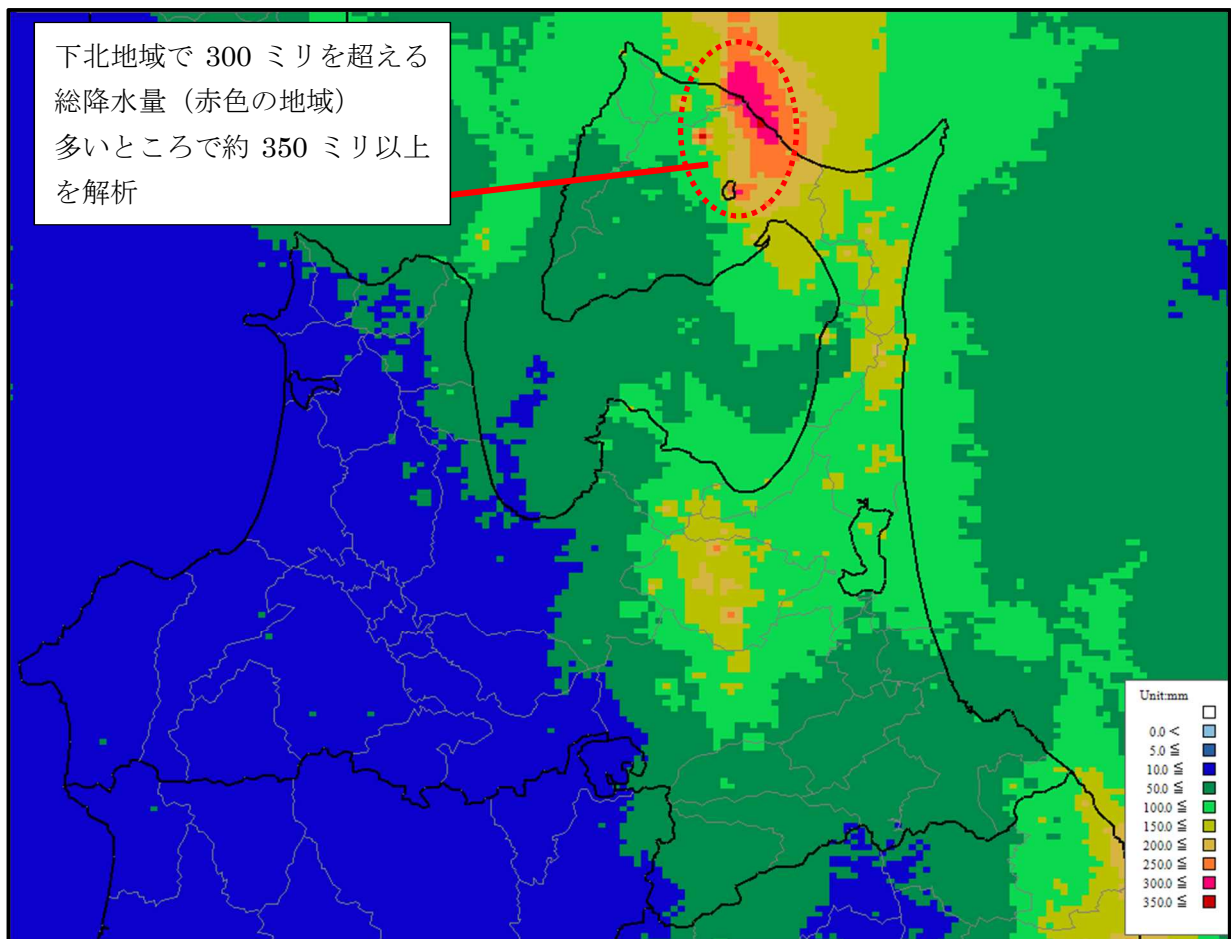 下北地域で 300 ミリを超える
総降水量（赤色の地域）
多いところで約 350 ミリ以上
を解析
Unit:mm
0.0 <
5.0 ≦
10.0 ≦
50.0 ≦
100.0 ≦
150.0 ≦
200.0 ≦
250.0 ≦
300.0 ≦
350.0 ≦